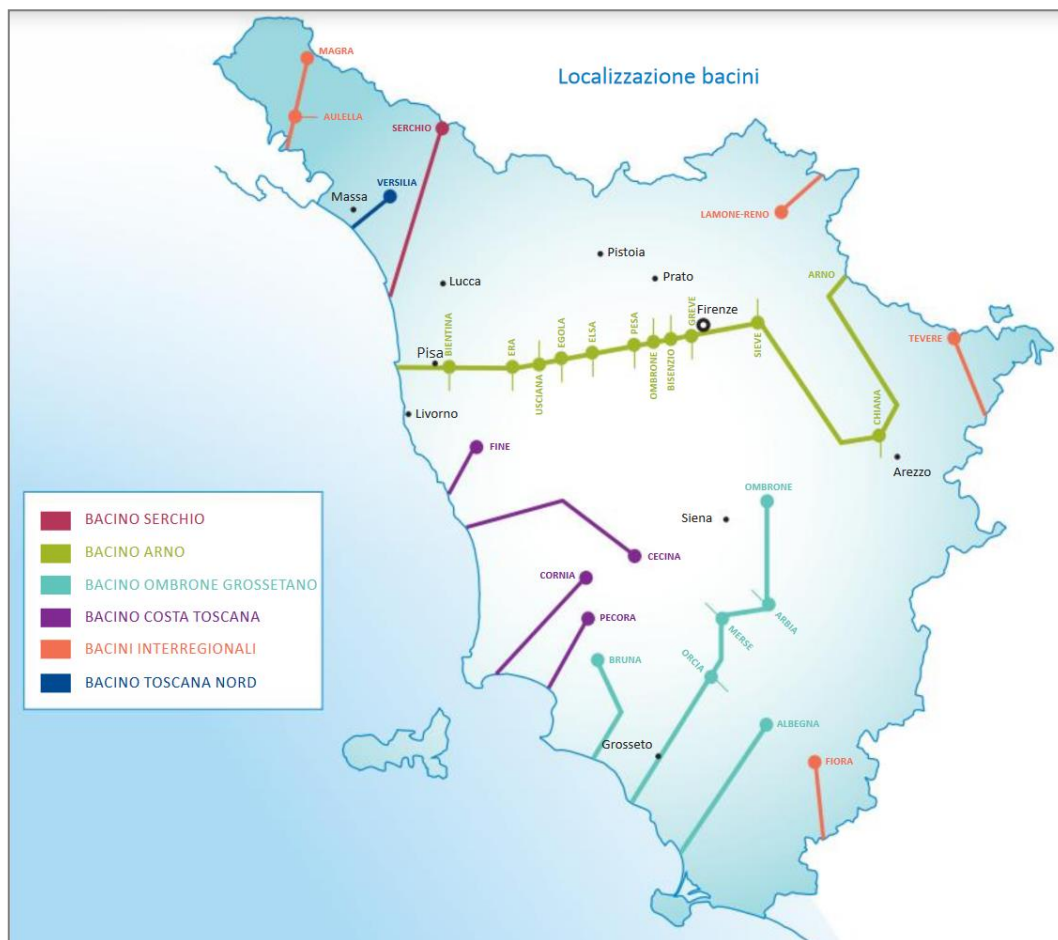 MAGRA
Localizzazione bacini
AULELLA
SERCHIO
VERSILIA
Massa
LAMONE-RENO
Pistoia
Prato
Lucca
ARNO
Firenze
GREVE
PESA
ELSA
EGOLA
ERA
BIENTINA
Pisa
USCIANA
OMBRONE
BISENZIO
SIEVE
TEVERE
CHIANA
Livorno
FINE
Arezzo
OMBRONE
Siena
BACINO SERCHIO
BACINO ARNO
BACINO OMBRONE GROSSETANO
BACINO COSTA TOSCANA
BACINI INTERREGIONALI
BACINO TOSCANA NORD
CECINA
CORNIA
PECORA
ARBIA
MERSE
BRUNA
ORCIA
ALBEGNA
Grosseto
FIORA